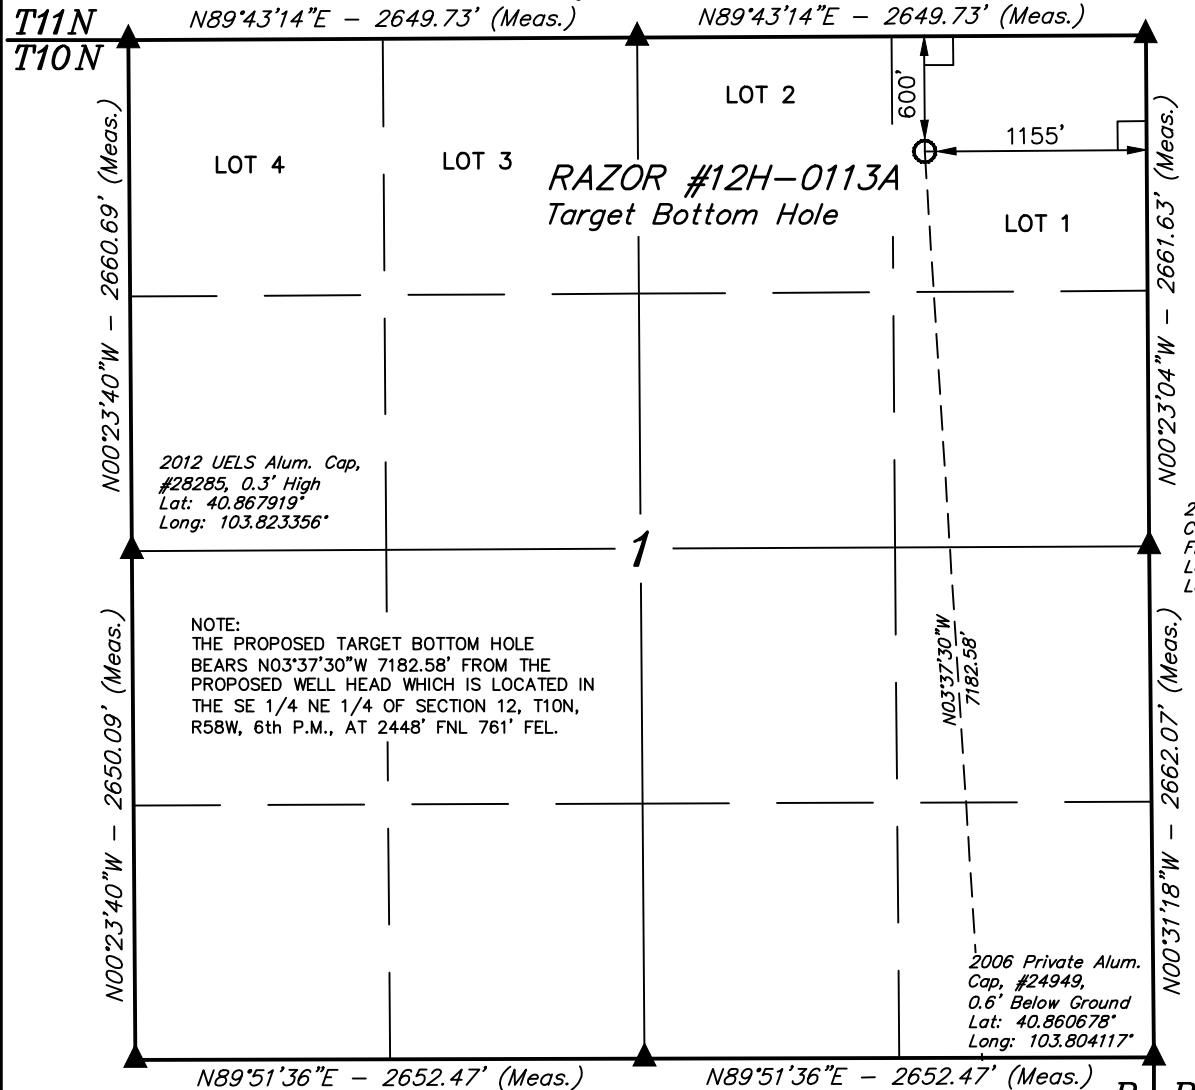 T11N
T10N
N89°43'14"E - 2649.73' (Meas.)
N89°43'14"E - 2649.73' (Meas.)
LOT 2
600'
1155'
LOT 4
LOT 3
RAZOR #12H-0113A
Target Bottom Hole
LOT 1
N00°23'40"W - 2660.69' (Meas.)
N00°23'04"W - 2661.63' (Meas.)
2012 UELS Alum. Cap,
#28285, 0.3' High
Lat: 40.867919°
Long: 103.823356°
1
NOTE:
THE PROPOSED TARGET BOTTOM HOLE
BEARS N03°37'30"W 7182.58' FROM THE
PROPOSED WELL HEAD WHICH IS LOCATED IN
THE SE 1/4 NE 1/4 OF SECTION 12, T10N,
R58W, 6th P.M., AT 2448' FNL 761' FEL.
N03°37'30"W
7182.58'
N00°23'40"W - 2650.09' (Meas.)
N00°31'18"W - 2662.07' (Meas.)
2006 Private Alum.
Cap, #24949,
0.6' Below Ground
Lat: 40.860678°
Long: 103.804117°
N89°51'36"E - 2652.47' (Meas.)
N89°51'36"E - 2652.47' (Meas.)